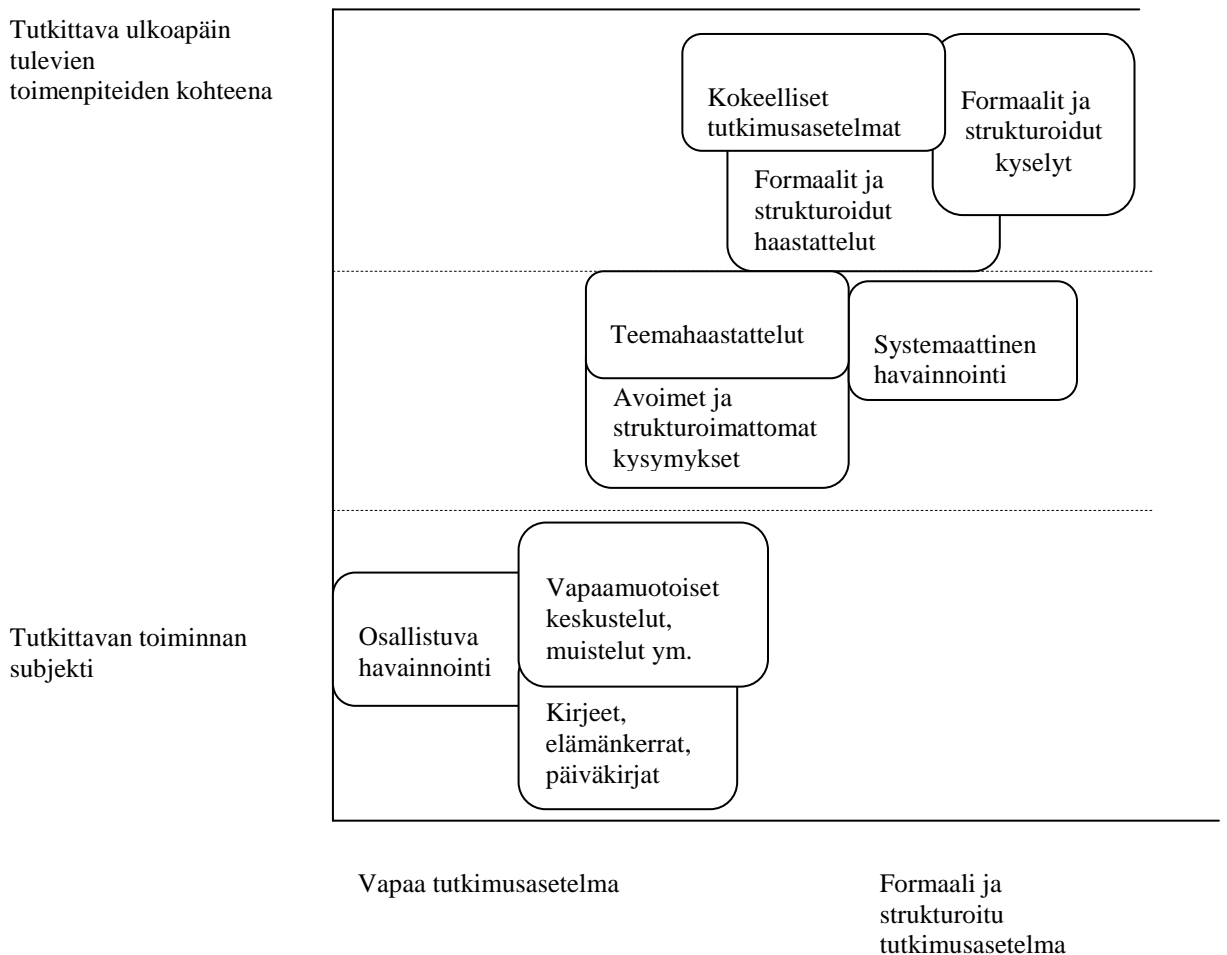 Tutkittava ulkoapäin
tulevien
toimenpiteiden kohteena
Kokeelliset
tutkimusasetelmat
Formaalit ja
strukturoidut
kyselyt
Formaalit ja
strukturoidut
haastattelut
Teemahaastattelut
Systemaattinen
havainnointi
Avoimet ja
strukturoimattomat
kysymykset
Tutkittavan toiminnan
subjekti
Osallistuva
havainnointi
Vapaamuotoiset
keskustelut,
muistelut ym.
Kirjeet,
elämänkerrat,
päiväkirjat
Vapaa tutkimusasetelma
Formaali ja
strukturoitu
tutkimusasetelma